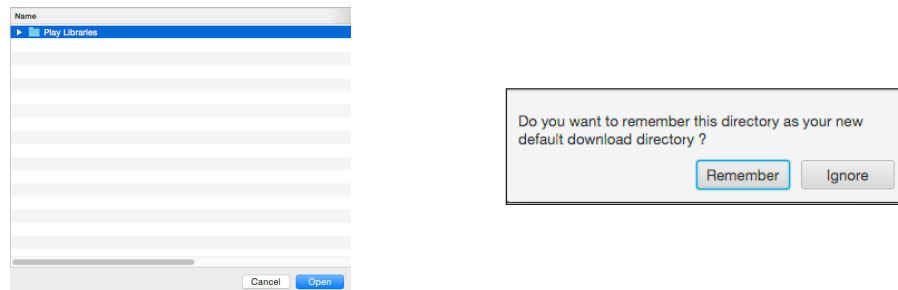 Name
Play Libraries
Cancel
Open
Do you want to remember this directory as your new
default download directory ?
Remember
Ignore